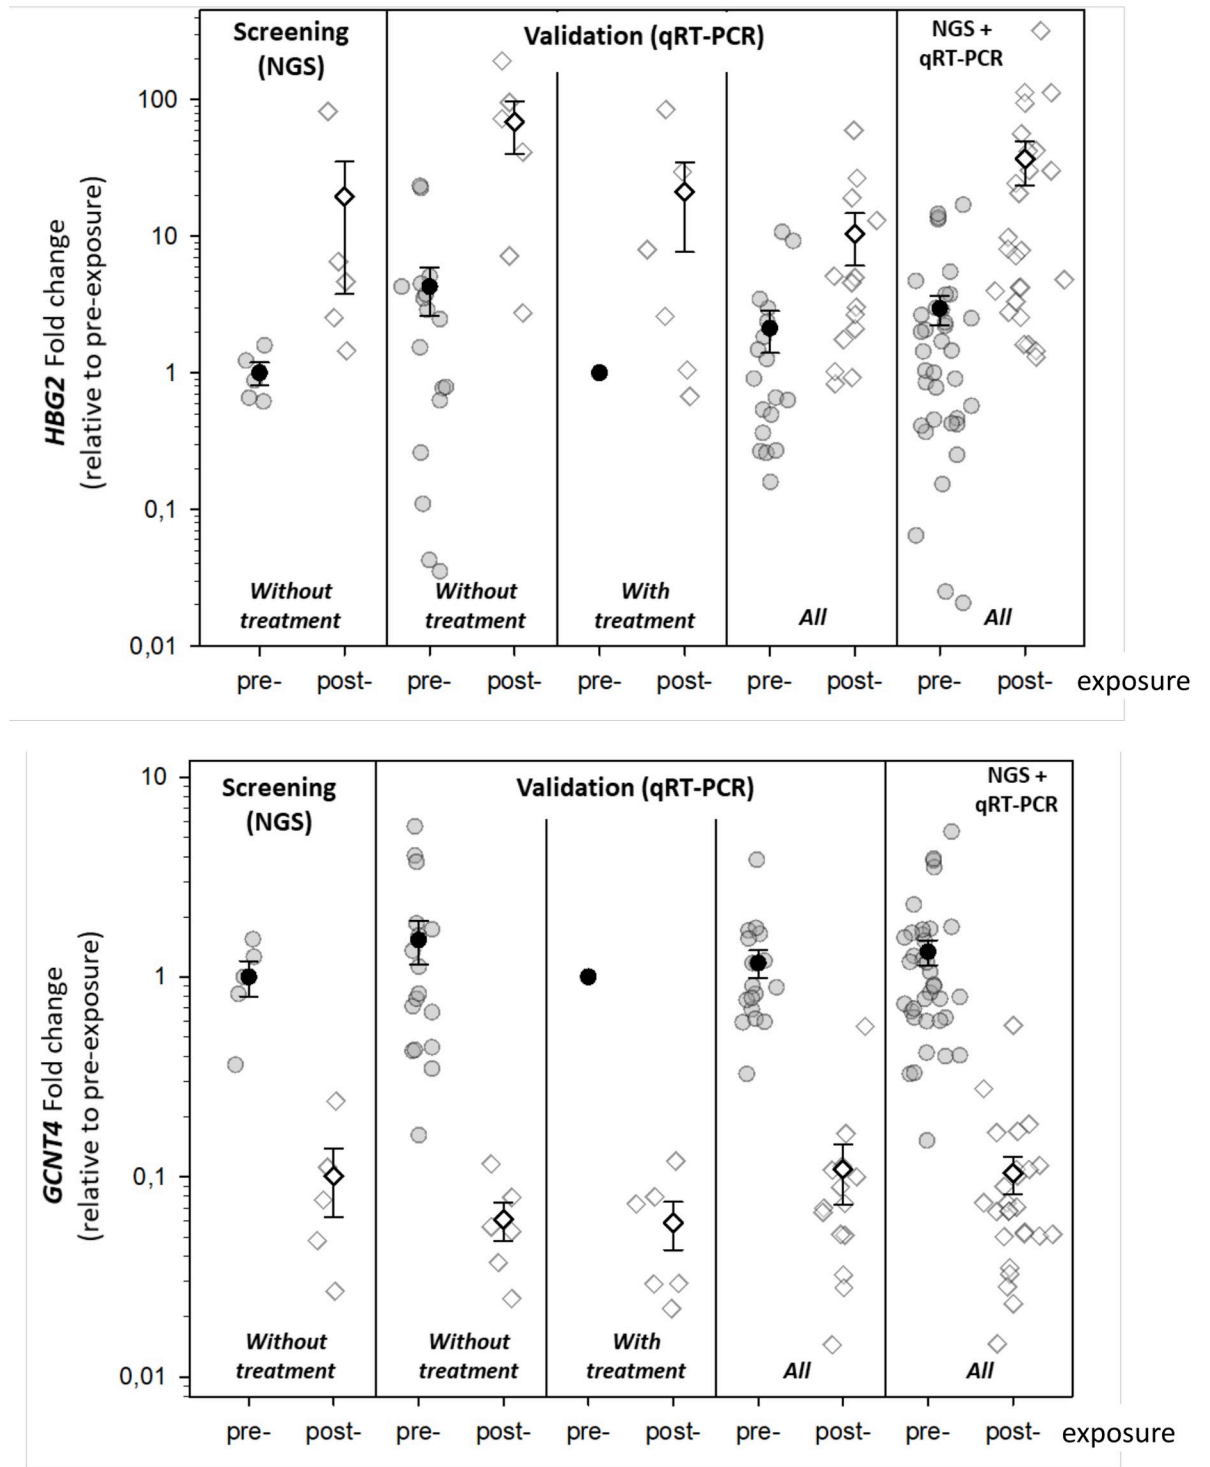 Screening
(NGS)
Validation (qRT-PCR)
NGS +
qRT-PCR
HBG2 Fold change
(relative to pre-exposure)
100
10
1
0,1
0,01
Without
treatment
Without
treatment
With
treatment
All
All
pre- post- pre- post- pre- post- pre- post- pre- post- exposure
Screening
(NGS)
Validation (qRT-PCR)
NGS +
qRT-PCR
GCNT4 Fold change
(relative to pre-exposure)
10
1
0,1
0,01
Without
treatment
Without
treatment
With
treatment
All
All
pre- post- pre- post- pre- post- pre- post- pre- post- exposure